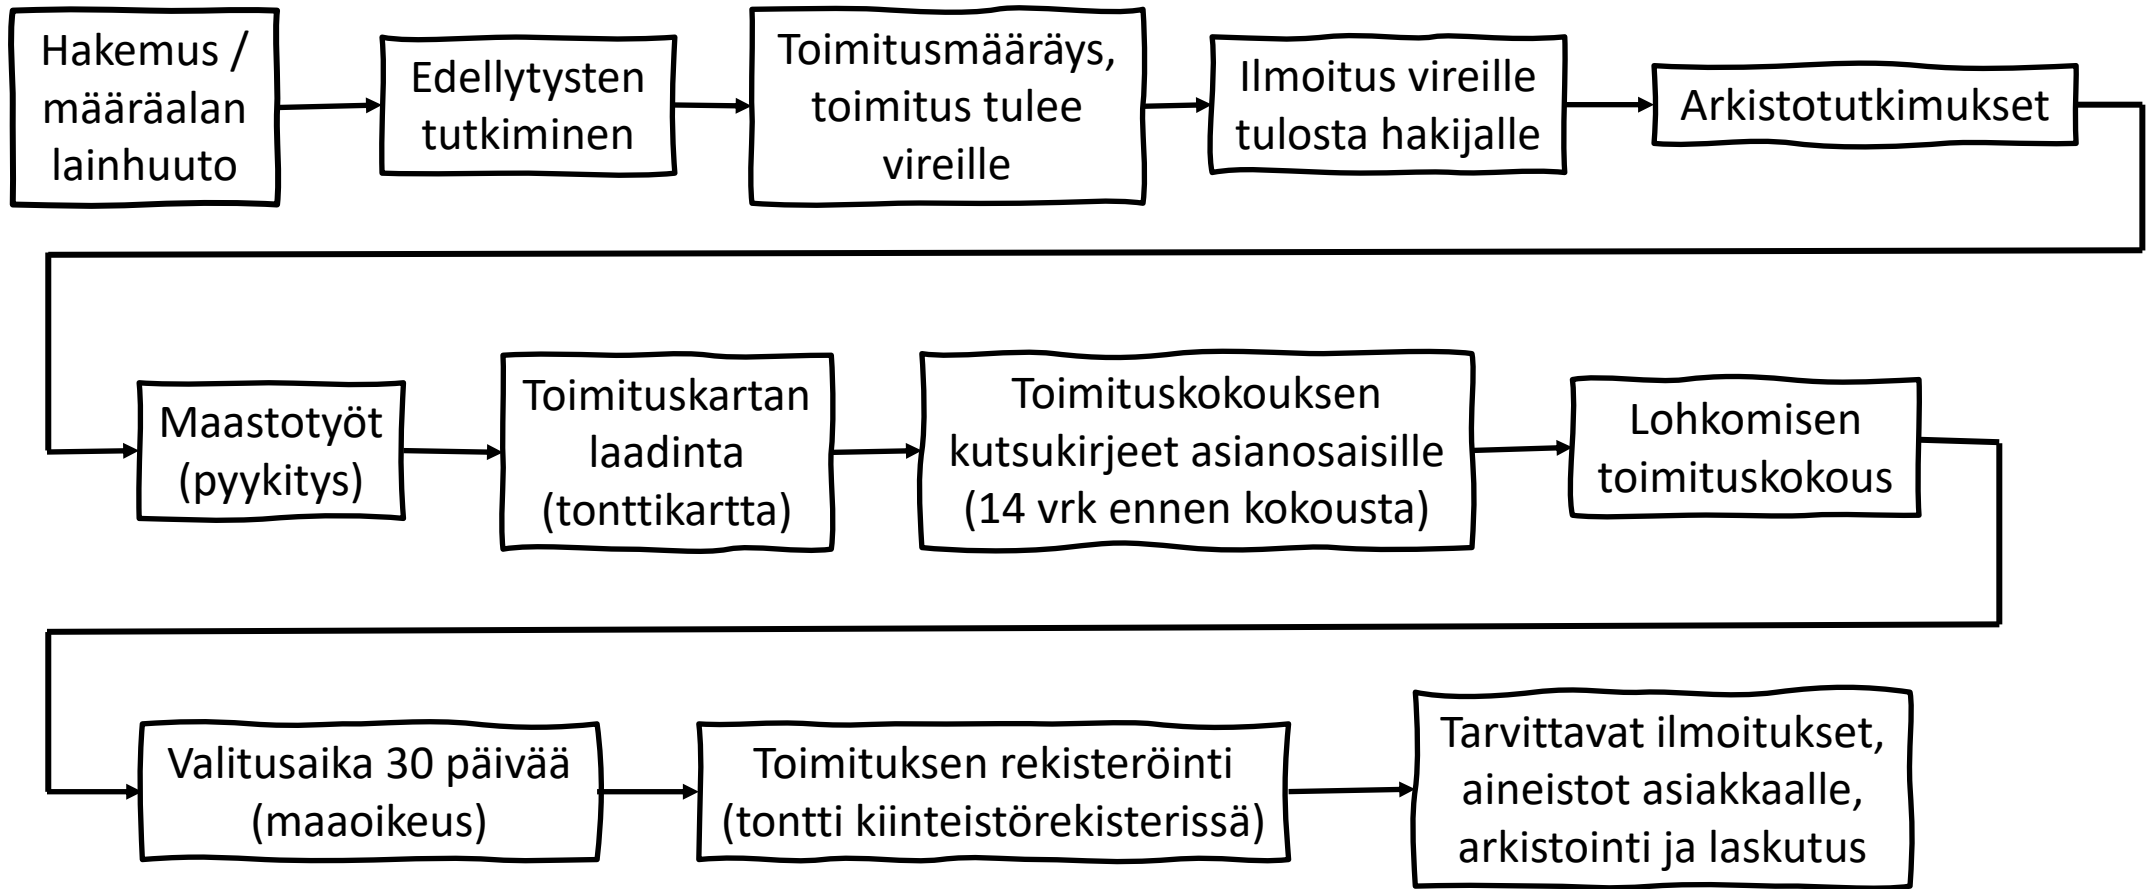 Hakemus /
määräalan
lainhuuto
Edellytysten
tutkiminen
Toimitusmääräys,
toimitus tulee
vireille
Ilmoitus vireille
tulosta hakijalle
Arkistotutkimukset
Maastotyöt
(pyykitys)
Toimituskartan
laadinta
(tonttikartta)
Toimituskokouksen
kutsukirjeet asianosaisille
(14 vrk ennen kokousta)
Lohkomisen
toimituskokous
Valitusaika 30 päivää
(maaoikeus)
Toimituksen rekisteröinti
(tontti kiinteistörekisterissä)
Tarvittavat ilmoitukset,
aineistot asiakkaalle,
arkistointi ja laskutus